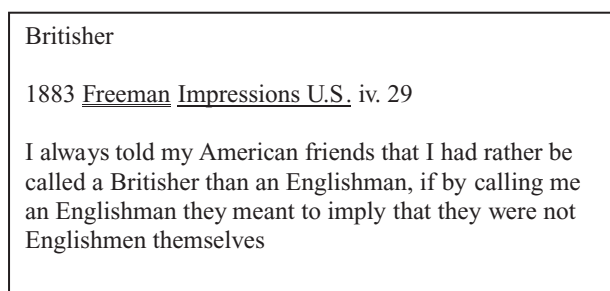 Britisher
1883 Freeman Impressions U.S. iv. 29
I always told my American friends that I had rather be
called a Britisher than an Englishman, if by calling me
an Englishman they meant to imply that they were not
Englishmen themselves